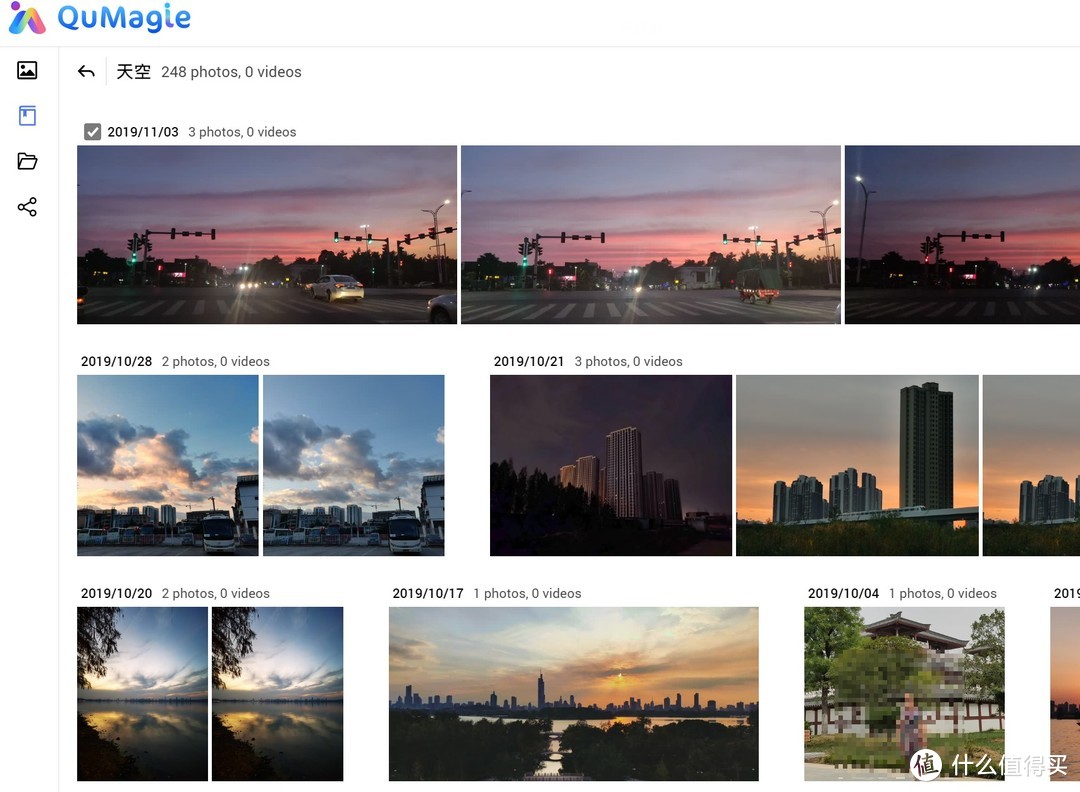 QuMagie
天空 248 photos, 0 videos
2019/11/03 3 photos, 0 videos
2019/10/28 2 photos, 0 videos
2019/10/21 3 photos, 0 videos
2019/10/20 2 photos, 0 videos
2019/10/17 1 photos, 0 videos
2019/10/04 1 photos, 0 videos
2019
值 什么值得买